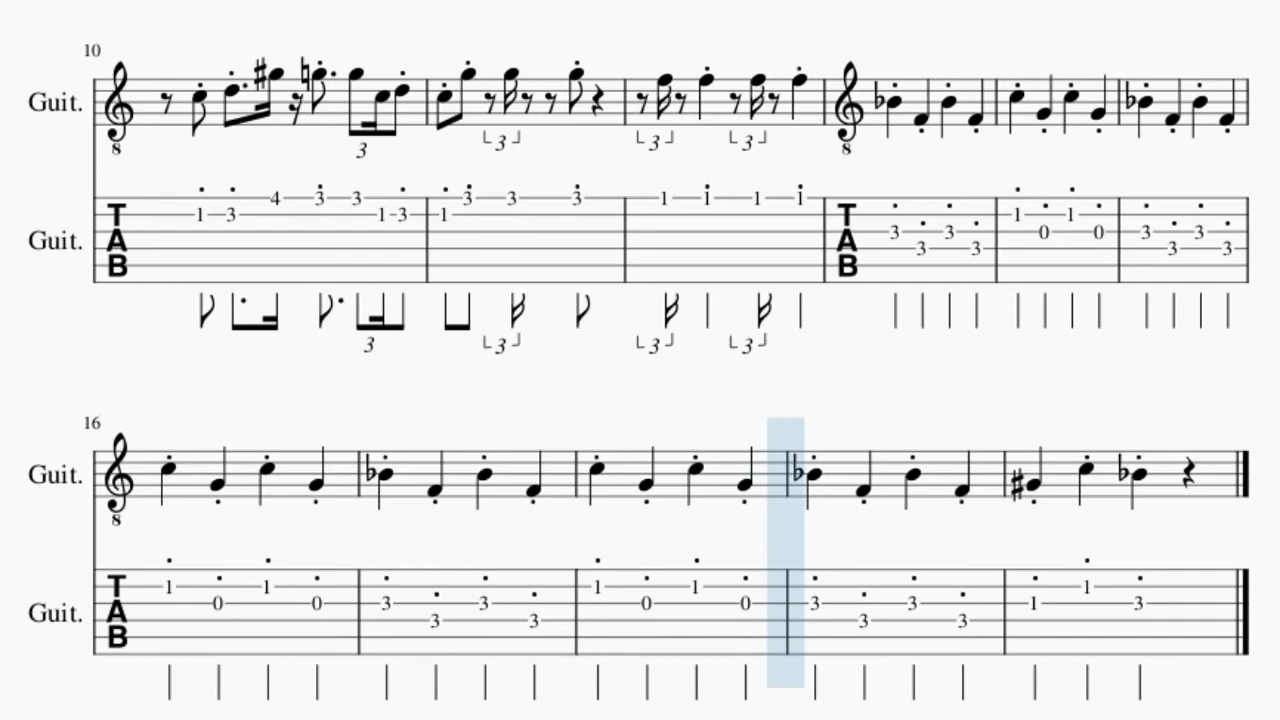 10
Guit.
8
8
3
3
3
3
4 3 3 3 3 1 1 1 1
T 1 3 1 3 1 T 1 1
A 3 3 0 0 3 3
B 3 3 B 3 3
Guit.
3
3
3
3
16
Guit.
8
T 1 1 1 1 1
A 0 0 3 3 0 0 3 3 1 3
B 3 3 3 3
Guit.